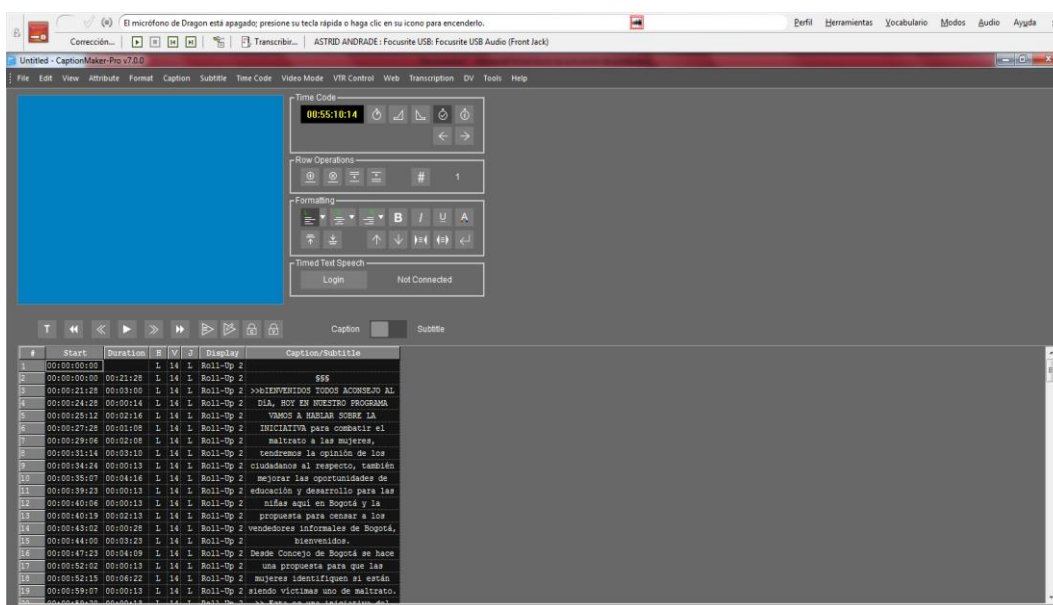 El micrófono de Dragon está apagado; presione su tecla rápida o haga clic en su icono para encenderlo.
Perfil Herramientas Vocabulario Modos Audio Ayuda
Corrección... Transcribir... ASTRID ANDRADE : Focusrite USB: Focusrite USB Audio (Front Jack)
Untitled - CaptionMaker-Pro v7.0.0
File Edit View Attribute Format Caption Subtitle Time Code Video Mode VTR Control Web Transcription DV Tools Help
Time Code
00:55:10:14
Row Operations
# 1
Formatting
B I U A
Timed Text Speech
Login Not Connected
T Caption Subtitle
# Start Duration H V J Display Caption/Subtitle
1 00:00:00:00 L 14 L Roll-Up 2
2 00:00:00:00 00:21:28 L 14 L Roll-Up 2 §§§
3 00:00:21:28 00:03:00 L 14 L Roll-Up 2 >>bIENVENIDOS TODOS ACONSEJO AL
4 00:00:24:28 00:00:14 L 14 L Roll-Up 2 DíA, HOY EN NUESTRO PROGRAMA
5 00:00:25:12 00:02:16 L 14 L Roll-Up 2 VAMOS A HABLAR SOBRE LA
6 00:00:27:28 00:01:08 L 14 L Roll-Up 2 INICIATIVA para combatir el
7 00:00:29:06 00:02:08 L 14 L Roll-Up 2 maltrato a las mujeres,
8 00:00:31:14 00:03:10 L 14 L Roll-Up 2 tendremos la opinión de los
9 00:00:34:24 00:00:13 L 14 L Roll-Up 2 ciudadanos al respecto, también
10 00:00:35:07 00:04:16 L 14 L Roll-Up 2 mejorar las oportunidades de
11 00:00:39:23 00:00:13 L 14 L Roll-Up 2 educación y desarrollo para las
12 00:00:40:06 00:00:13 L 14 L Roll-Up 2 niñas aquí en Bogotá y la
13 00:00:40:19 00:02:13 L 14 L Roll-Up 2 propuesta para censar a los
14 00:00:43:02 00:00:28 L 14 L Roll-Up 2 vendedores informales de Bogotá,
15 00:00:44:00 00:03:23 L 14 L Roll-Up 2 bienvenidos.
16 00:00:47:23 00:04:09 L 14 L Roll-Up 2 Desde Concejo de Bogotá se hace
17 00:00:52:02 00:00:13 L 14 L Roll-Up 2 una propuesta para que las
18 00:00:52:15 00:06:22 L 14 L Roll-Up 2 mujeres identifiquen si están
19 00:00:59:07 00:00:13 L 14 L Roll-Up 2 siendo víctimas uno de maltrato.